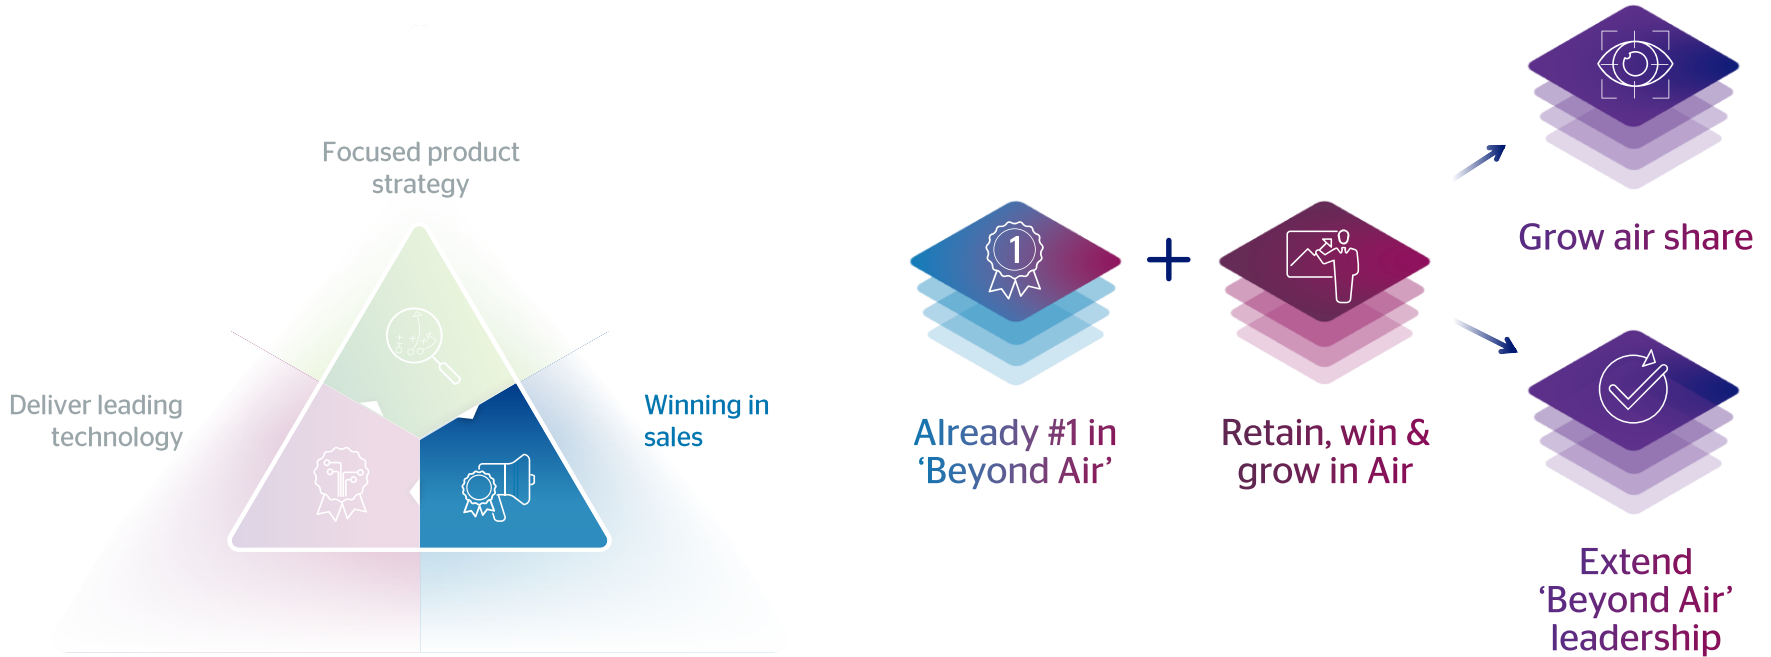 Focused product
strategy
Deliver leading
technology
Winning in
sales
1
Already #1 in
‘Beyond Air’
+
Retain, win &
grow in Air
Grow air share
Extend
‘Beyond Air’
leadership